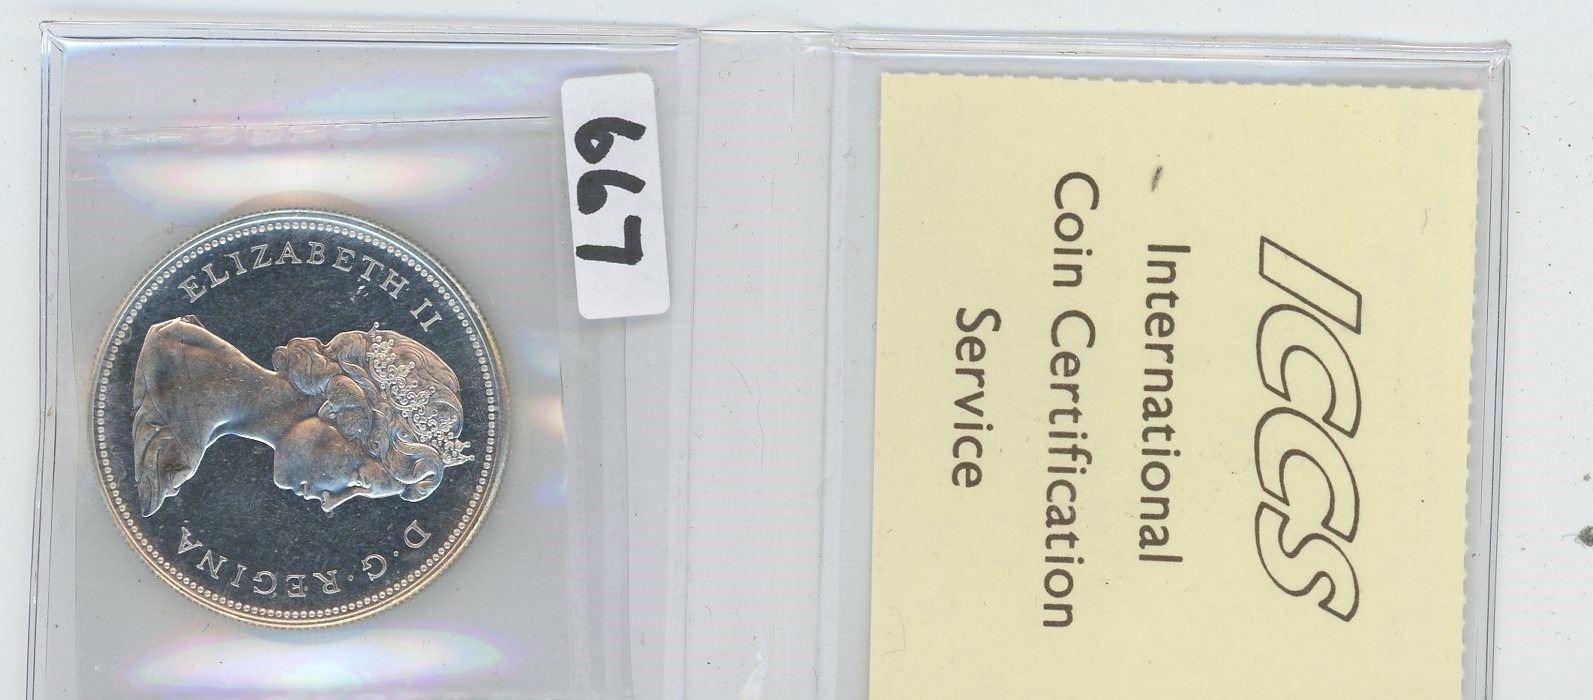 ELIZABETH II D·G·REGINA
667
ICCS
International
Coin Certification
Service